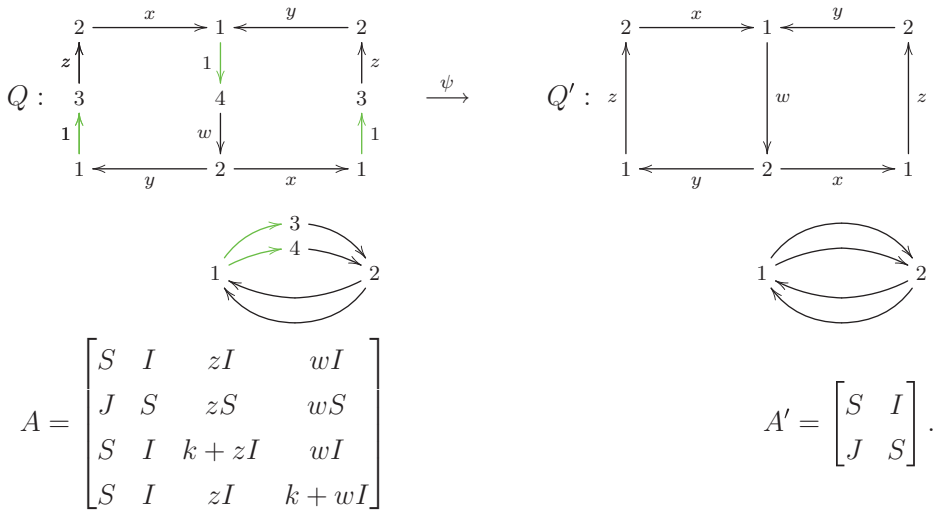 2 x 1 y 2 2 x 1 y 2
z 1 z
Q : 3 4 3 ψ Q′ : z w z
1 w 1
1 y 2 x 1 1 y 2 x 1
3
4
1 2 1 2
A = [ S I zI wI
J S zS wS
S I k + zI wI
S I zI k + wI ]
A′ = [ S I
J S ] .